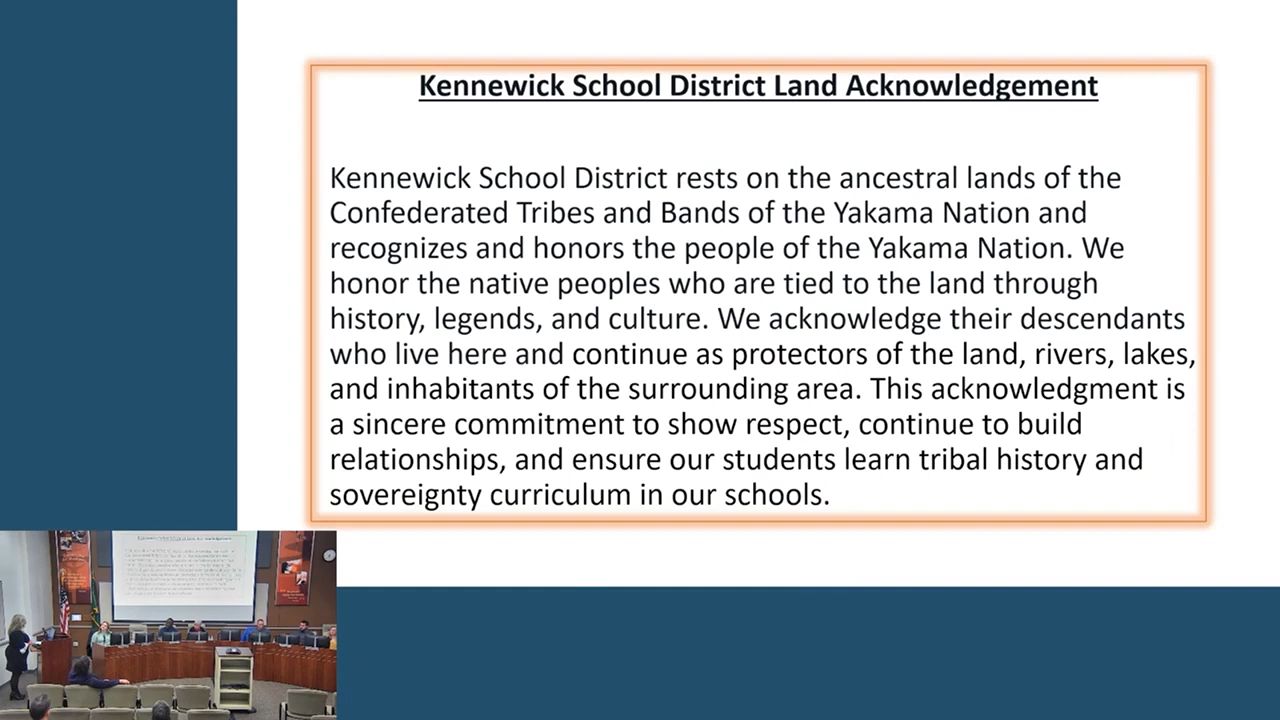 Kennewick School District Land Acknowledgement
Kennewick School District rests on the ancestral lands of the
Confederated Tribes and Bands of the Yakama Nation and
recognizes and honors the people of the Yakama Nation. We
honor the native peoples who are tied to the land through
history, legends, and culture. We acknowledge their descendants
who live here and continue as protectors of the land, rivers, lakes,
and inhabitants of the surrounding area. This acknowledgment is
a sincere commitment to show respect, continue to build
relationships, and ensure our students learn tribal history and
sovereignty curriculum in our schools.